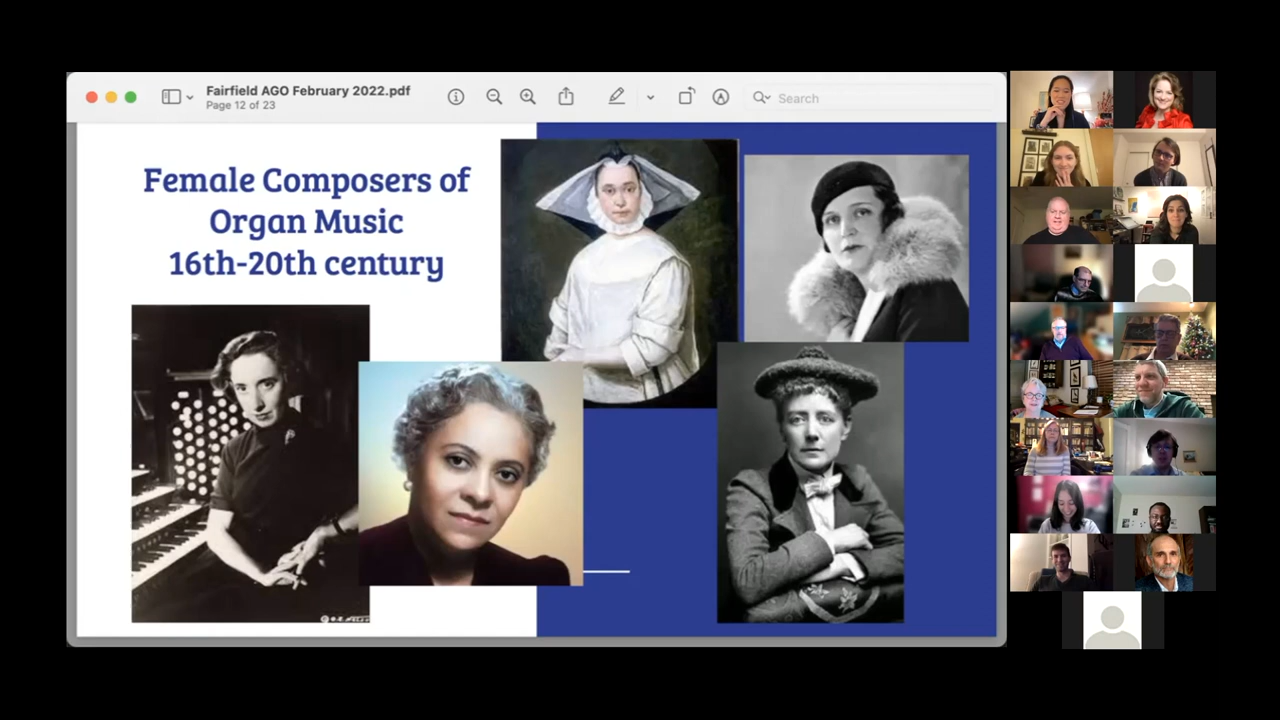 Fairfield AGO February 2022.pdf
Page 12 of 23
Search
Female Composers of
Organ Music
16th-20th century